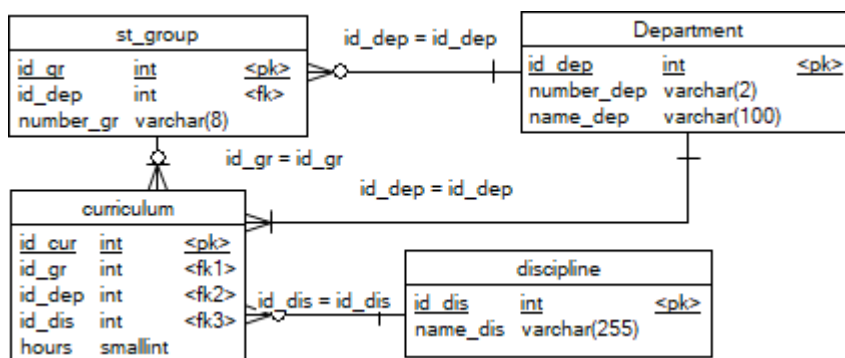 st_group
id_gr int <pk>
id_dep int <fk>
number_gr varchar(8)
id_dep = id_dep
Department
id_dep int <pk>
number_dep varchar(2)
name_dep varchar(100)
id_gr = id_gr
id_dep = id_dep
curriculum
id_cur int <pk>
id_gr int <fk1>
id_dep int <fk2>
id_dis int <fk3>
hours smallint
id_dis = id_dis
discipline
id_dis int <pk>
name_dis varchar(255)